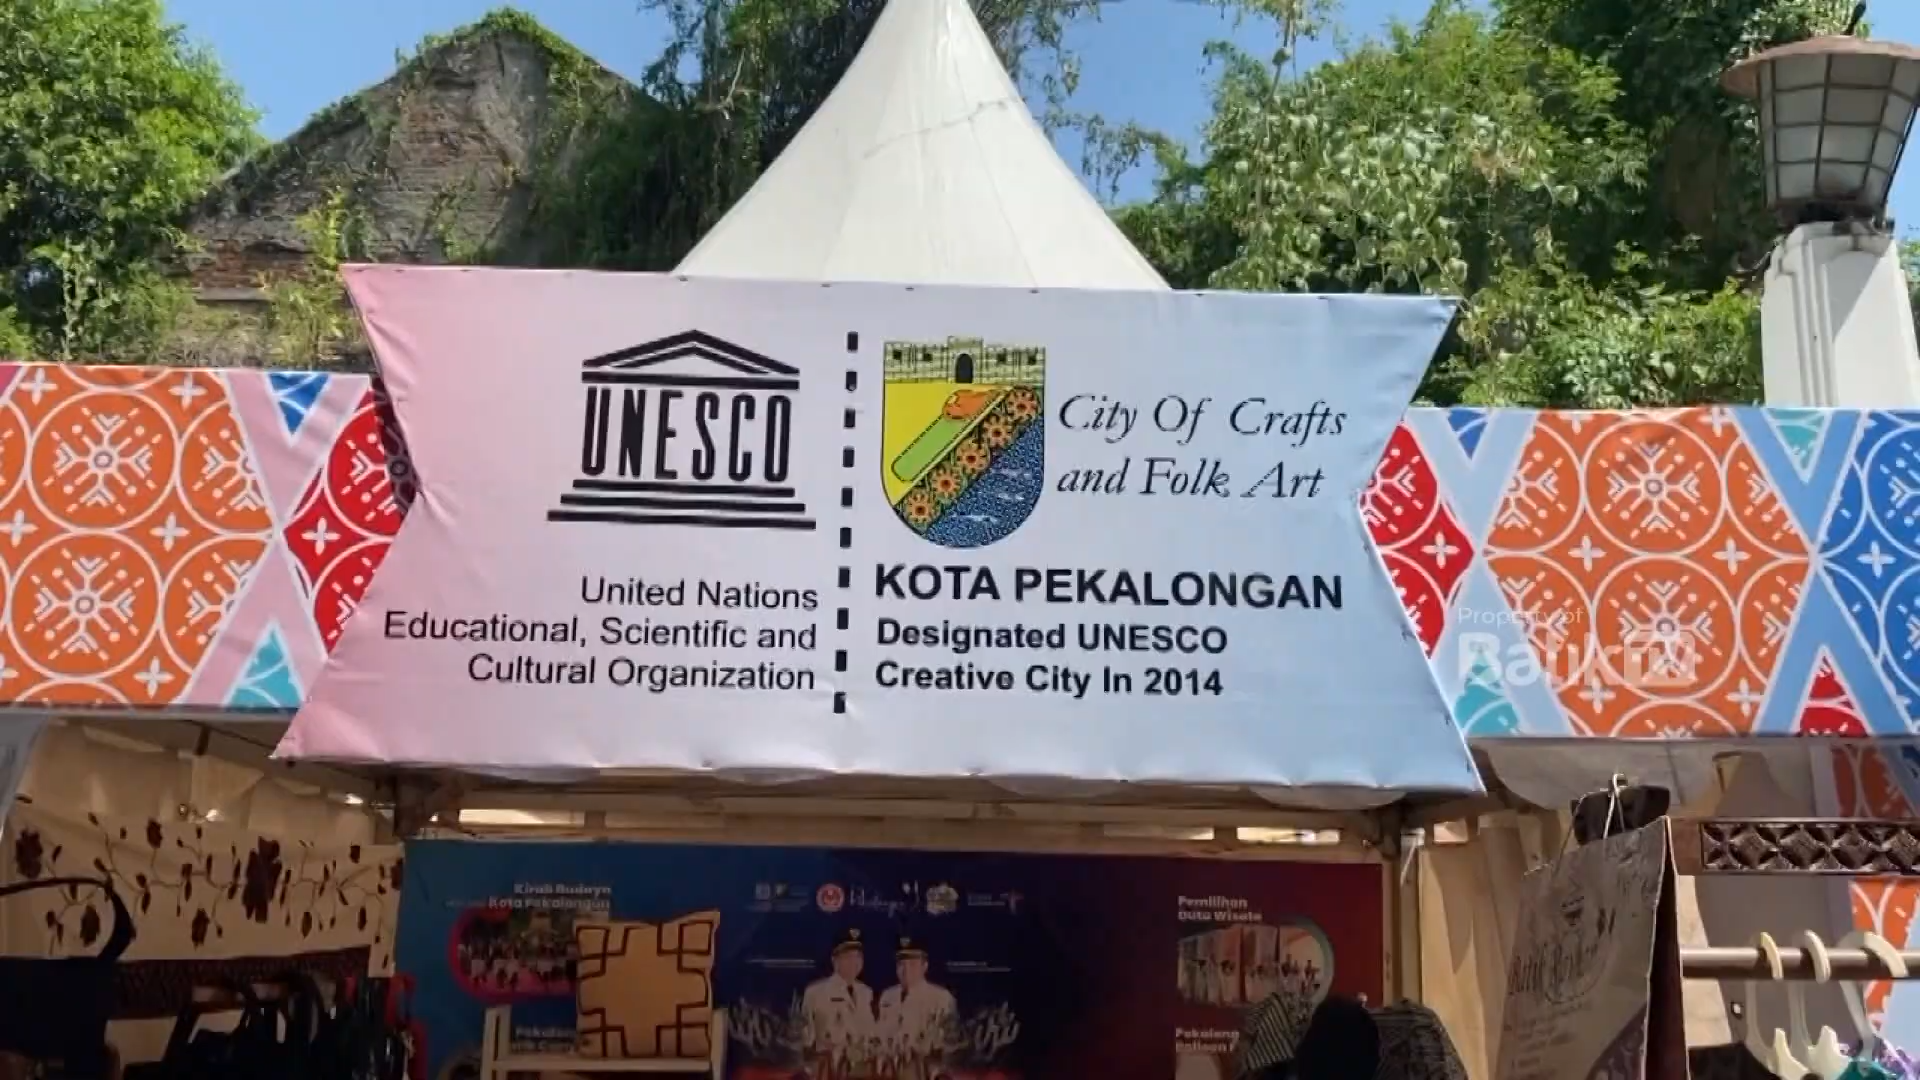 UNESCO
United Nations
Educational, Scientific and
Cultural Organization
City Of Crafts
and Folk Art
KOTA PEKALONGAN
Designated UNESCO
Creative City In 2014
Property of
BatikTV
Kirab Budaya
Kota Pekalongan
Pemilihan
Duta Wisata